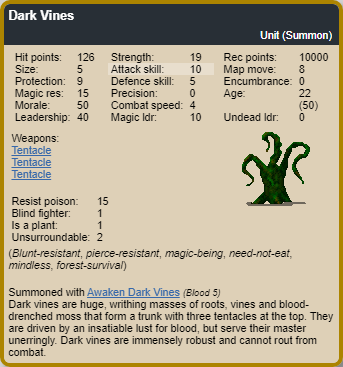 Dark Vines
Unit (Summon)
Hit points: 126 Strength: 19 Rec points: 10000
Size: 5 Attack skill: 10 Map move: 8
Protection: 9 Defence skill: 5 Encumbrance: 0
Magic res: 15 Precision: 0 Age: 22
Morale: 50 Combat speed: 4 (50)
Leadership: 40 Magic ldr: 10 Undead ldr: 0
Weapons:
Tentacle
Tentacle
Tentacle
Resist poison: 15
Blind fighter: 1
Is a plant: 1
Unsurroundable: 2
(Blunt-resistant, pierce-resistant, magic-being, need-not-eat,
mindless, forest-survival)
Summoned with Awaken Dark Vines (Blood 5)
Dark vines are huge, writhing masses of roots, vines and blood-
drenched moss that form a trunk with three tentacles at the top. They
are driven by an insatiable lust for blood, but serve their master
unerringly. Dark vines are immensely robust and cannot rout from
combat.